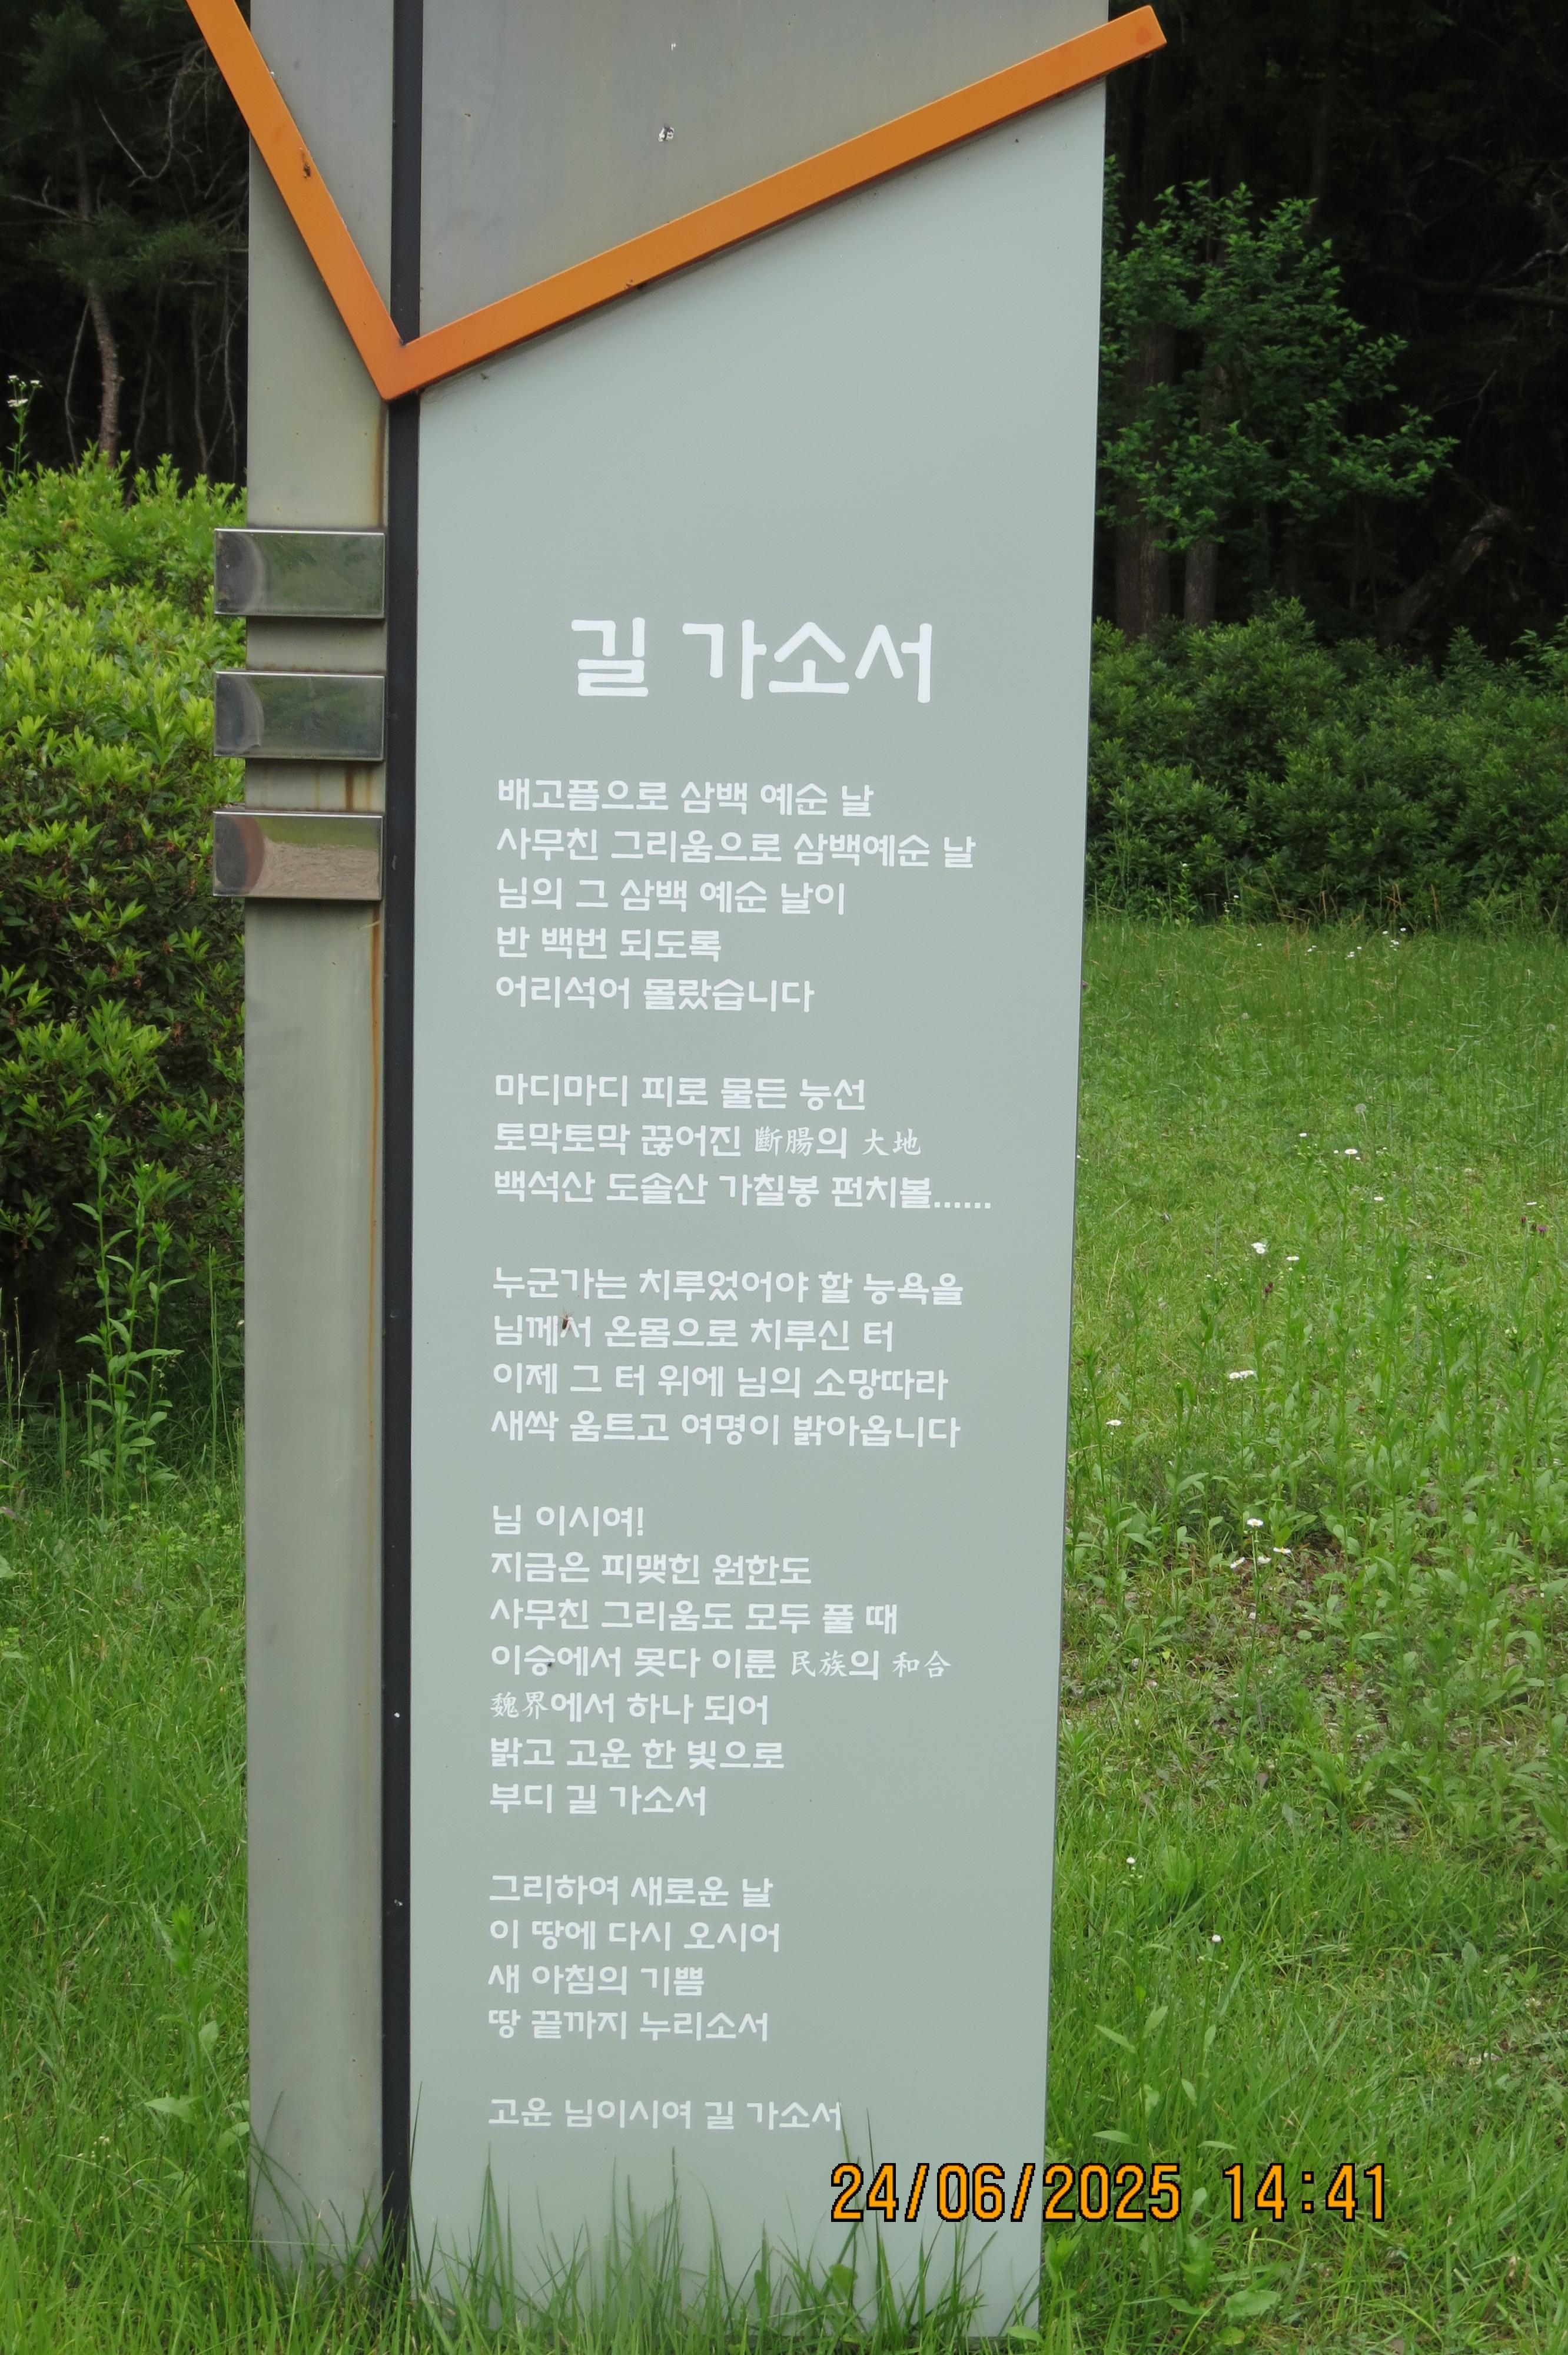 길 가소서
배고픔으로 삼백 예순 날
사무친 그리움으로 삼백예순 날
님의 그 삼백 예순 날이
반 백번 되도록
어리석어 몰랐습니다
마디마디 피로 물든 능선
토막토막 끊어진 斷腸의 大地
백석산 도솔산 가칠봉 펀치볼......
누군가는 치루었어야 할 능욕을
님께서 온몸으로 치루신 터
이제 그 터 위에 님의 소망따라
새싹 움트고 여명이 밝아옵니다
님 이시여!
지금은 피맺힌 원한도
사무친 그리움도 모두 풀 때
이승에서 못다 이룬 民族의 和合
魏界에서 하나 되어
밝고 고운 한 빛으로
부디 길 가소서
그리하여 새로운 날
이 땅에 다시 오시어
새 아침의 기쁨
땅 끝까지 누리소서
고운 님이시여 길 가소서
24/06/2025 14:41